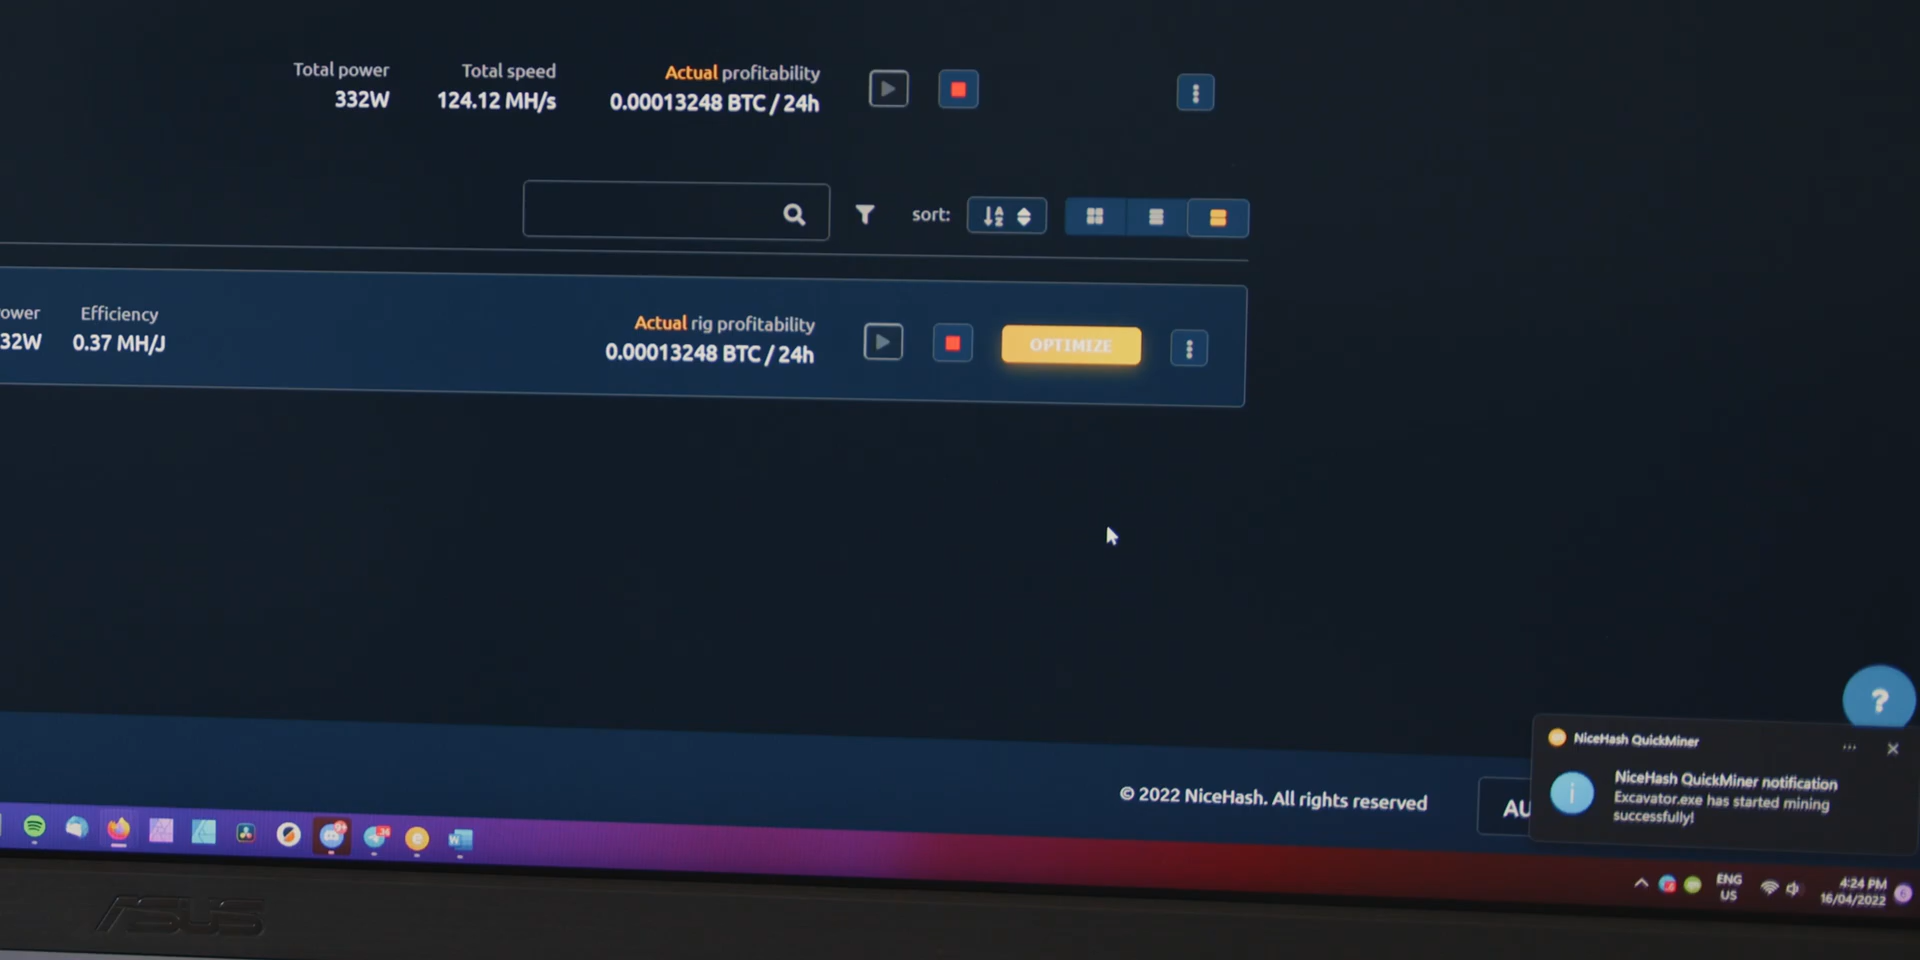 Total power
332W
Total speed
124.12 MH/s
Actual profitability
0.00013248 BTC / 24h
sort:
ower
32W
Efficiency
0.37 MH/J
Actual rig profitability
0.00013248 BTC / 24h
OPTIMIZE
?
NiceHash QuickMiner
NiceHash QuickMiner notification
Excavator.exe has started mining
successfully!
© 2022 NiceHash. All rights reserved
AU
ENG
US
4:24 PM
16/04/2022
ASUS